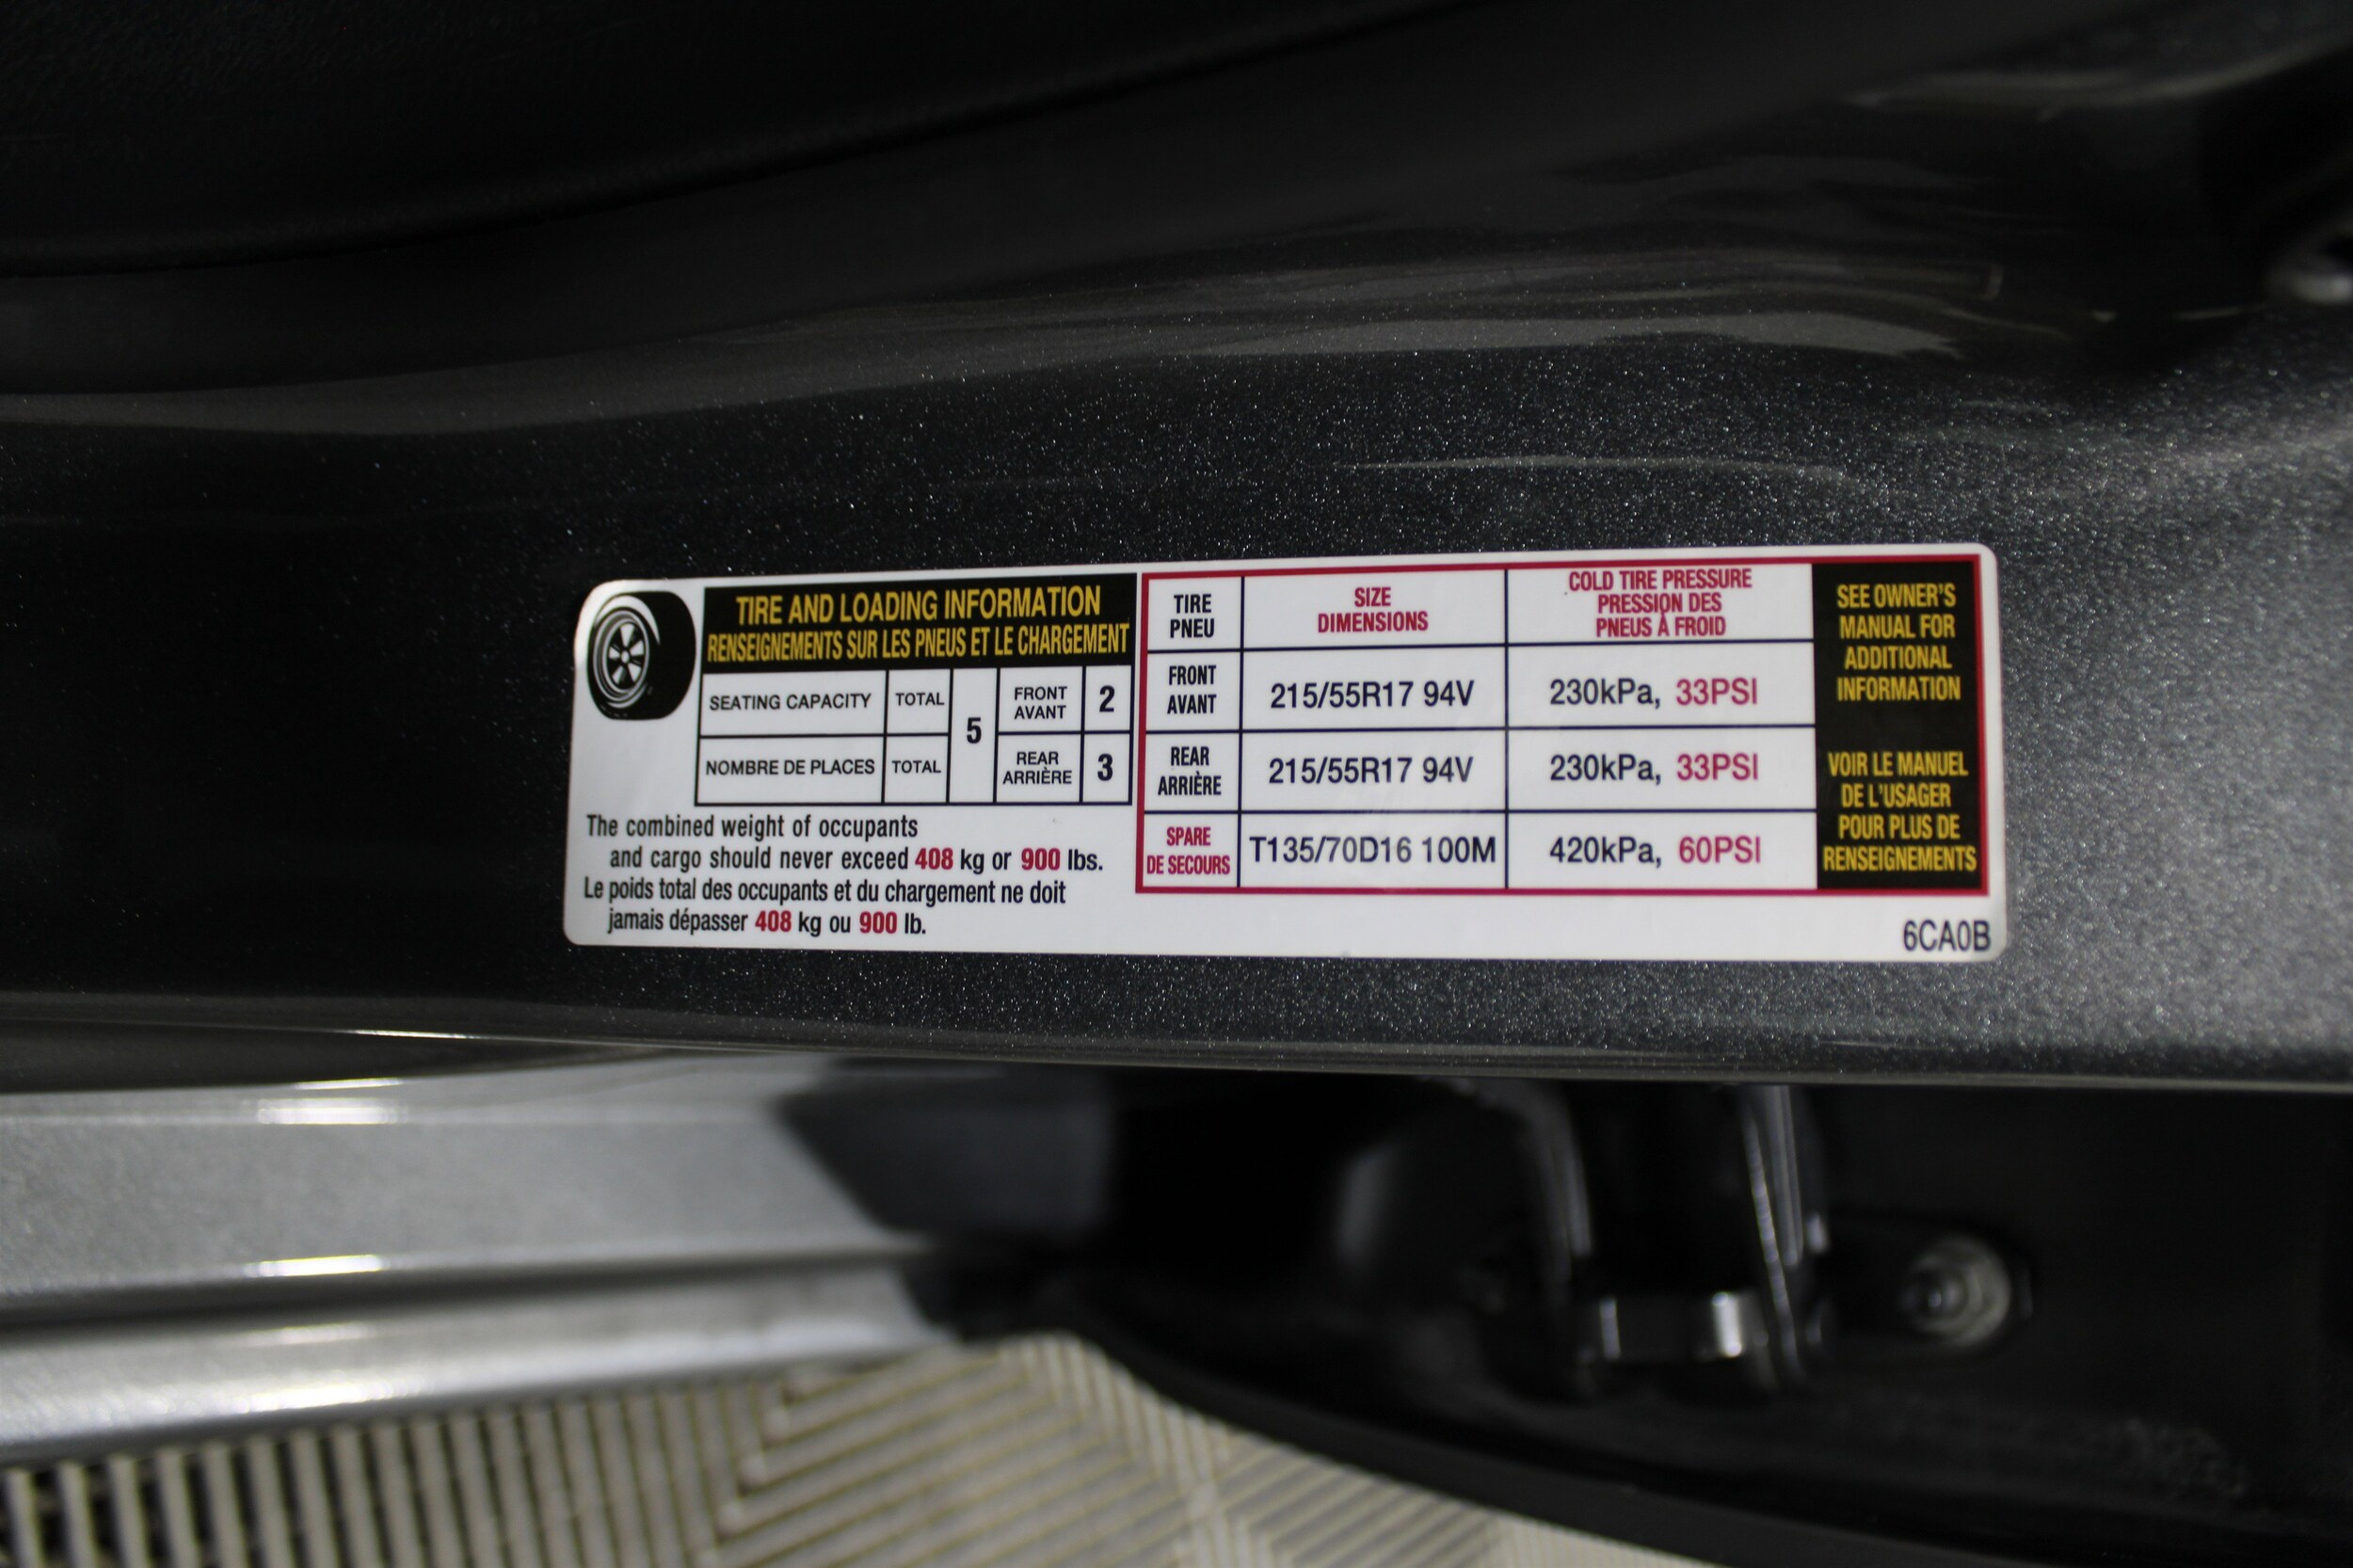 TIRE AND LOADING INFORMATION
RENSEIGNEMENTS SUR LES PNEUS ET LE CHARGEMENT
SEATING CAPACITY TOTAL
NOMBRE DE PLACES TOTAL
5
FRONT
AVANT
2
REAR
ARRIÈRE
3
The combined weight of occupants
and cargo should never exceed 408 kg or 900 lbs.
Le poids total des occupants et du chargement ne doit
jamais dépasser 408 kg ou 900 lb.
TIRE
PNEU
SIZE
DIMENSIONS
COLD TIRE PRESSURE
PRESSION DES
PNEUS À FROID
FRONT
AVANT
215/55R17 94V
230kPa, 33PSI
REAR
ARRIÈRE
215/55R17 94V
230kPa, 33PSI
SPARE
DE SECOURS
T135/70D16 100M
420kPa, 60PSI
SEE OWNER'S
MANUAL FOR
ADDITIONAL
INFORMATION
VOIR LE MANUEL
DE L'USAGER
POUR PLUS DE
RENSEIGNEMENTS
6CA0B